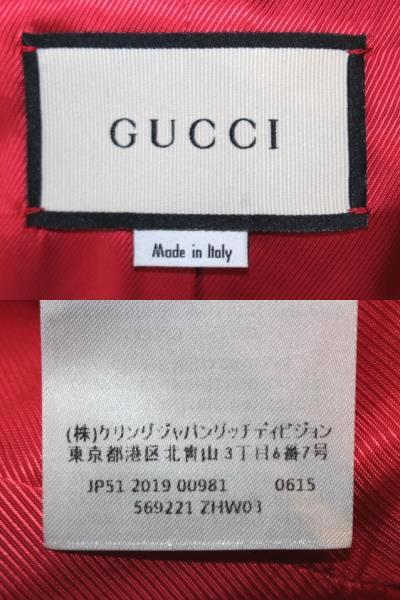 GUCCI
Made in Italy
(株)ケリングジャパングッチディビジョン
東京都港区北青山3丁目6番7号
JP51 2019 00981 0615
569221 ZHW03